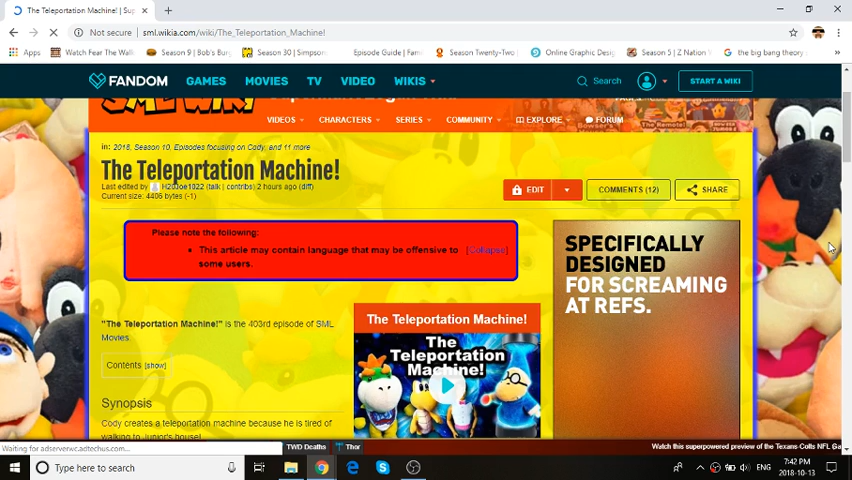 The Teleportation Machine! | Sup
Not secure | sml.wikia.com/wiki/The_Teleportation_Machine!
Apps Watch Fear The Walk Season 9 | Bob's Burg Season 30 | Simpson Episode Guide | Fam Season Twenty-Two Online Graphic Desig Season 5 | Z Nation V the big bang theory
FANDOM GAMES MOVIES TV VIDEO WIKIS Search START A WIKI
SML WIKI
VIDEOS CHARACTERS SERIES COMMUNITY EXPLORE FORUM
in: 2018, Season 10, Episodes focusing on Cody, and 11 more
The Teleportation Machine!
Last edited by H20Joe1022 (talk | contribs) 2 hours ago (diff)
Current size: 4406 bytes (-1)
EDIT COMMENTS (12) SHARE
Please note the following:
This article may contain language that may be offensive to [Collapse]
some users.
SPECIFICALLY
DESIGNED
FOR SCREAMING
AT REFS.
"The Teleportation Machine!" is the 403rd episode of SML
Movies
The Teleportation Machine!
The
Teleportation
Machine!
Contents [show]
Synopsis
Cody creates a teleportation machine because he is tired of
walking to Junior's house!
Waiting for adserverwc.adtechus.com...
TWD Deaths Thor Watch this superpowered preview of the Texans-Colts NFL Ga
Type here to search
ENG
7:42 PM
2018-10-13